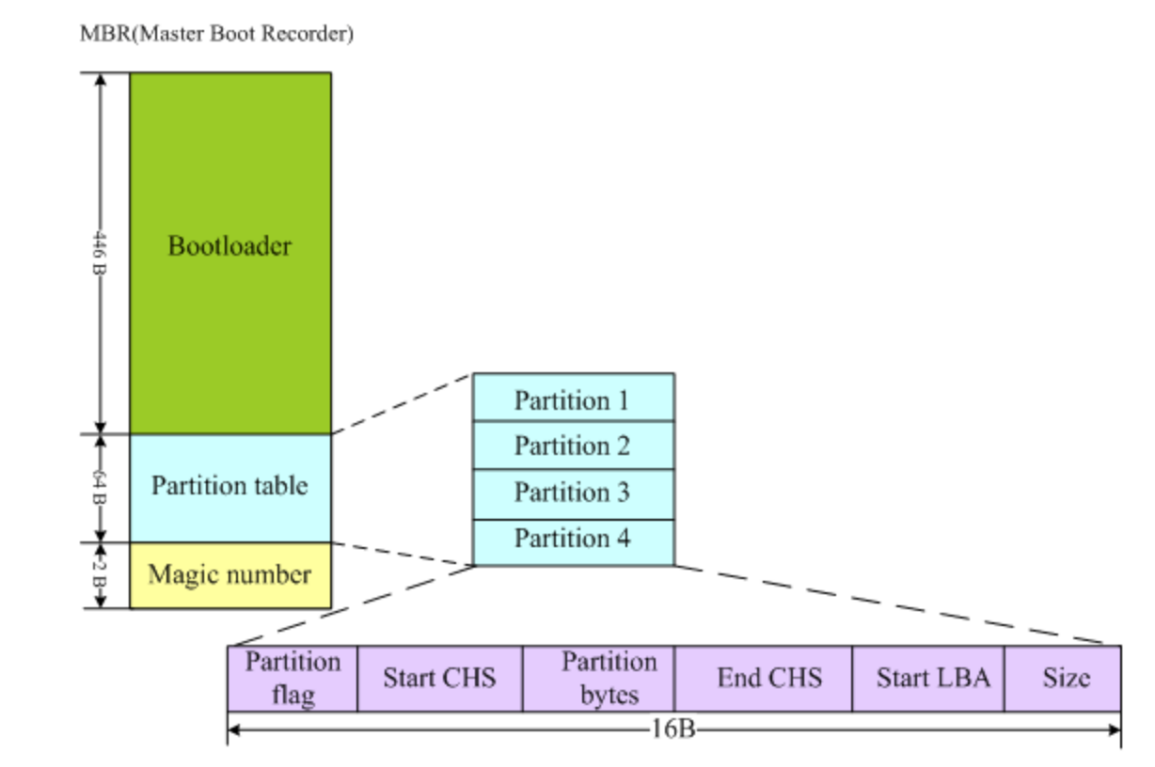 MBR(Master Boot Recorder)
446 B
Bootloader
64 B
Partition table
2 B
Magic number
Partition 1
Partition 2
Partition 3
Partition 4
Partition
flag
Start CHS
Partition
bytes
End CHS
Start LBA
Size
16B